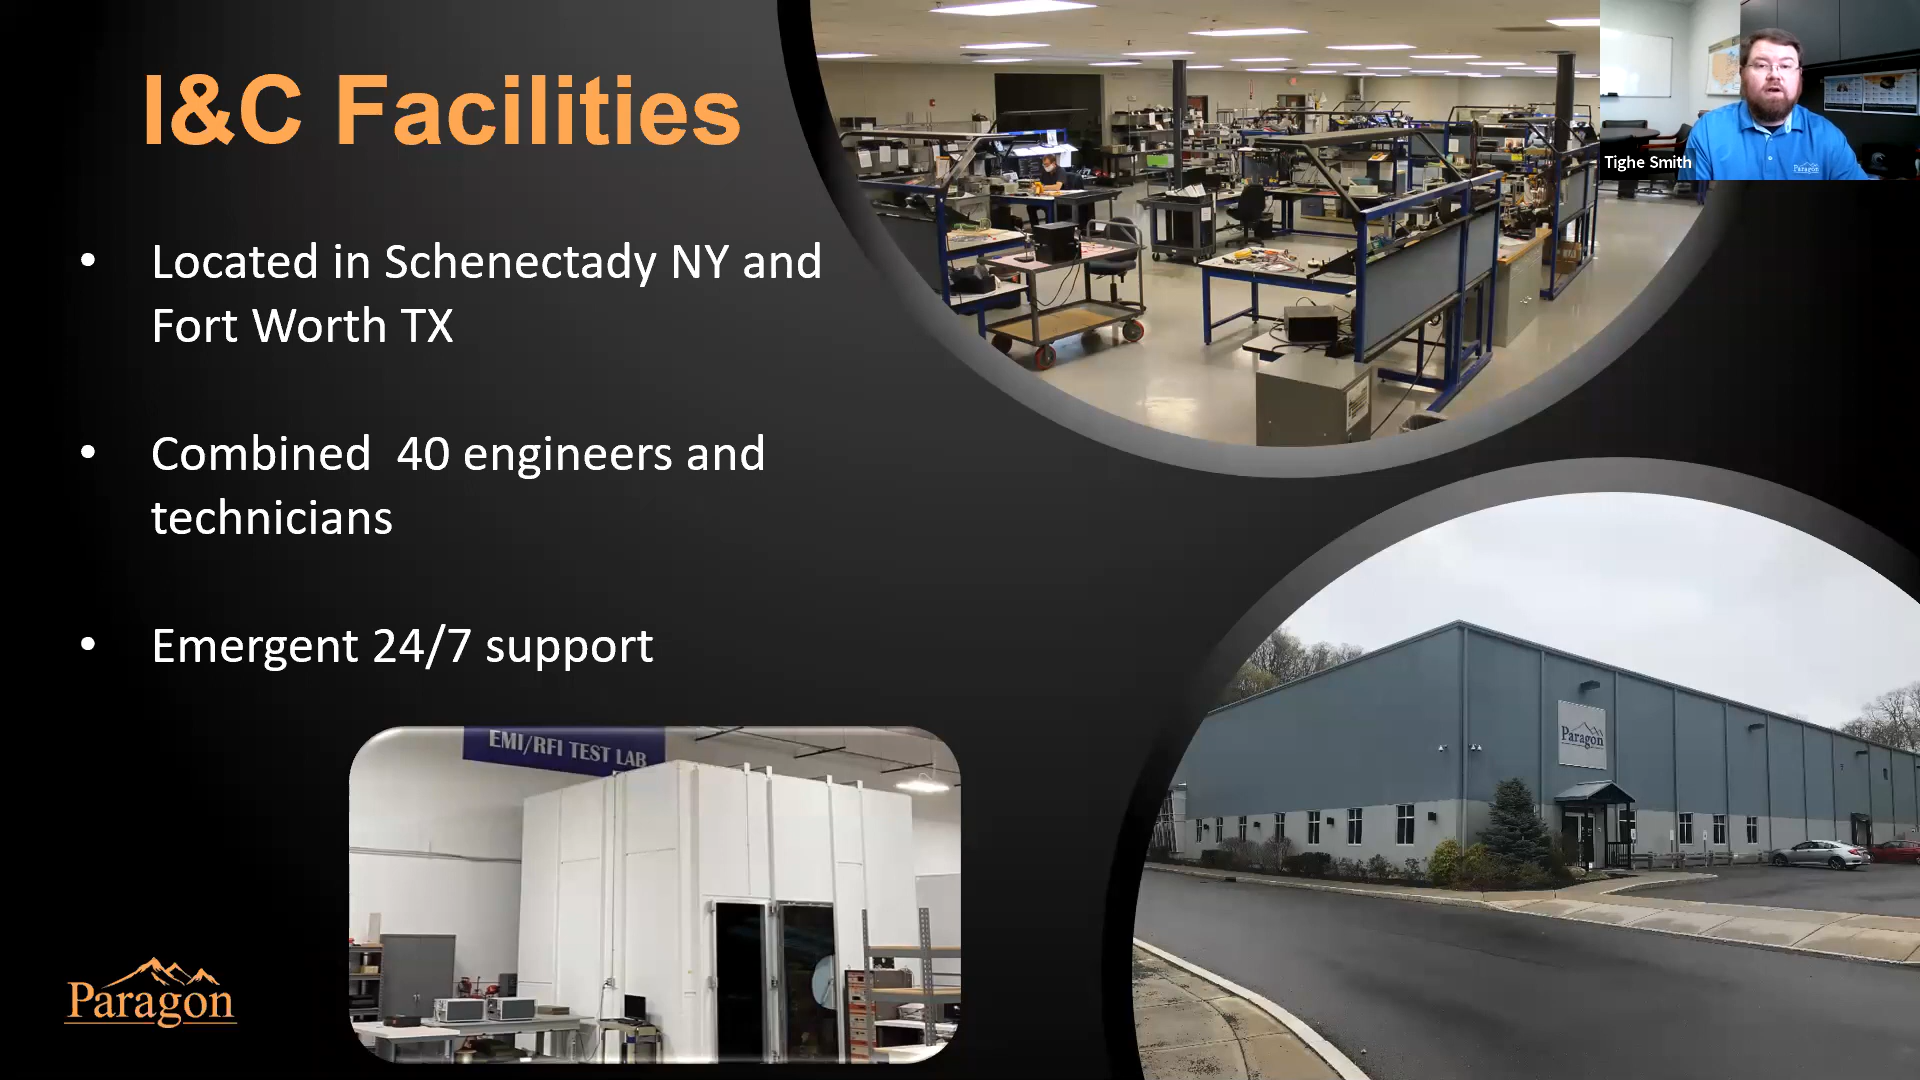 I&C Facilities
• Located in Schenectady NY and
Fort Worth TX
• Combined  40 engineers and
technicians
• Emergent 24/7 support
Tighe Smith
Paragon
Paragon
EMI/RFI TEST LAB
Paragon